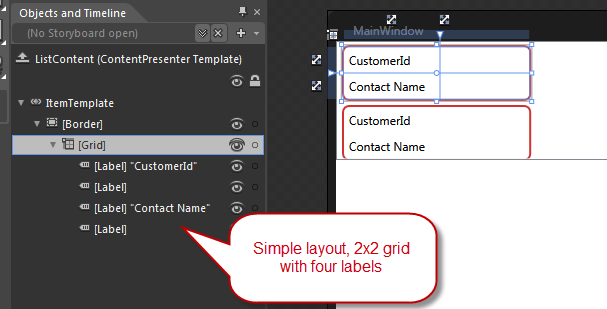 Objects and Timeline
(No Storyboard open)
ListContent (ContentPresenter Template)
ItemTemplate
[Border]
[Grid]
[Label] "CustomerId"
[Label]
[Label] "Contact Name"
[Label]
MainWindow
CustomerId
Contact Name
CustomerId
Contact Name
Simple layout, 2x2 grid
with four labels